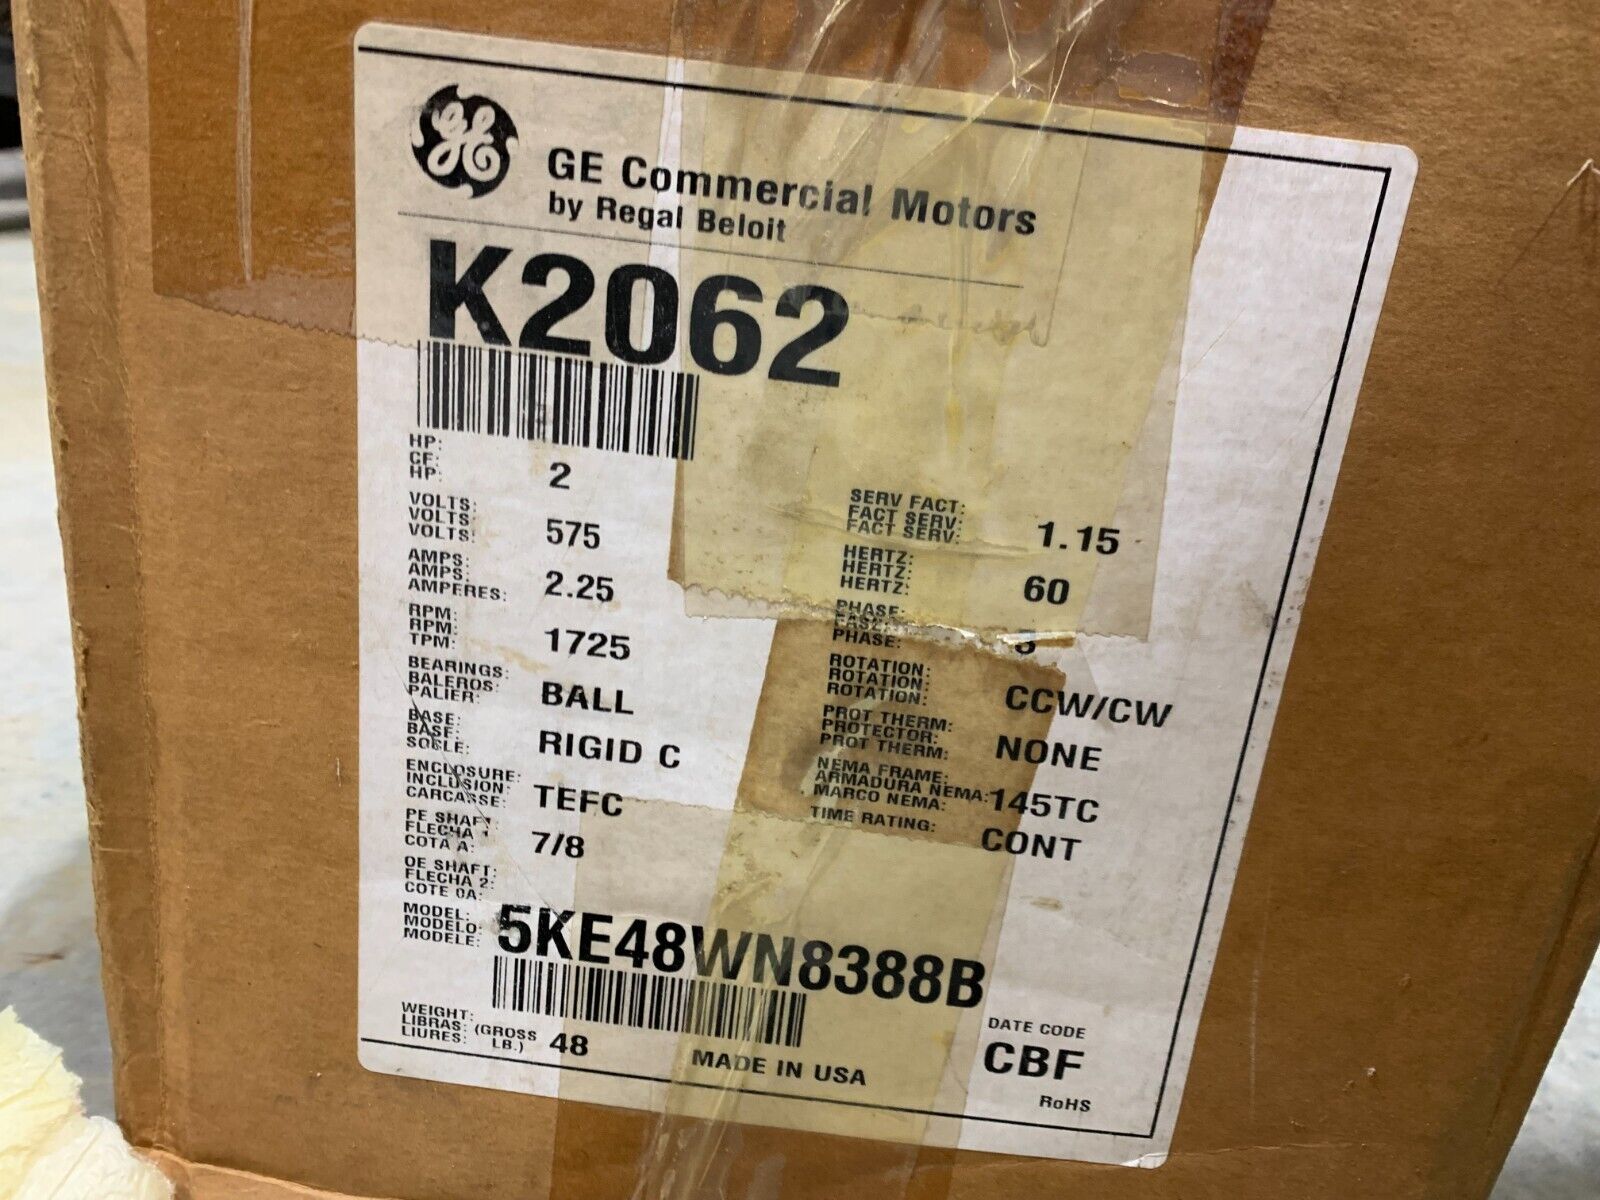 GE
GE Commercial Motors
by Regal Beloit
K2062
HP:
CF:
HP:
2
VOLTS:
VOLTS:
VOLTS:
575
AMPS:
AMPS:
AMPERES:
2.25
RPM:
RPM:
TPM:
1725
BEARINGS:
BALEROS:
PALIER:
BALL
BASE:
BASE:
SOCLE:
RIGID C
ENCLOSURE:
INCLUSION:
CARCASSE:
TEFC
PE SHAFT:
FLECHA 1
COTA A:
7/8
OE SHAFT:
FLECHA 2:
COTE 0A:
MODEL:
MODELO:
MODELE:
5KE48WN8388B
WEIGHT:
LIBRAS: (GROSS
LIURES: LB.)
48
MADE IN USA
SERV FACT:
FACT SERV:
FACT SERV:
1.15
HERTZ:
HERTZ:
HERTZ:
60
PHASE:
FASE:
PHASE:
3
ROTATION:
ROTATION:
ROTATION:
CCW/CW
PROT THERM:
PROTECTOR:
PROT THERM:
NONE
NEMA FRAME:
ARMADURA NEMA:
MARCO NEMA:
145TC
TIME RATING:
CONT
DATE CODE
CBF
RoHS